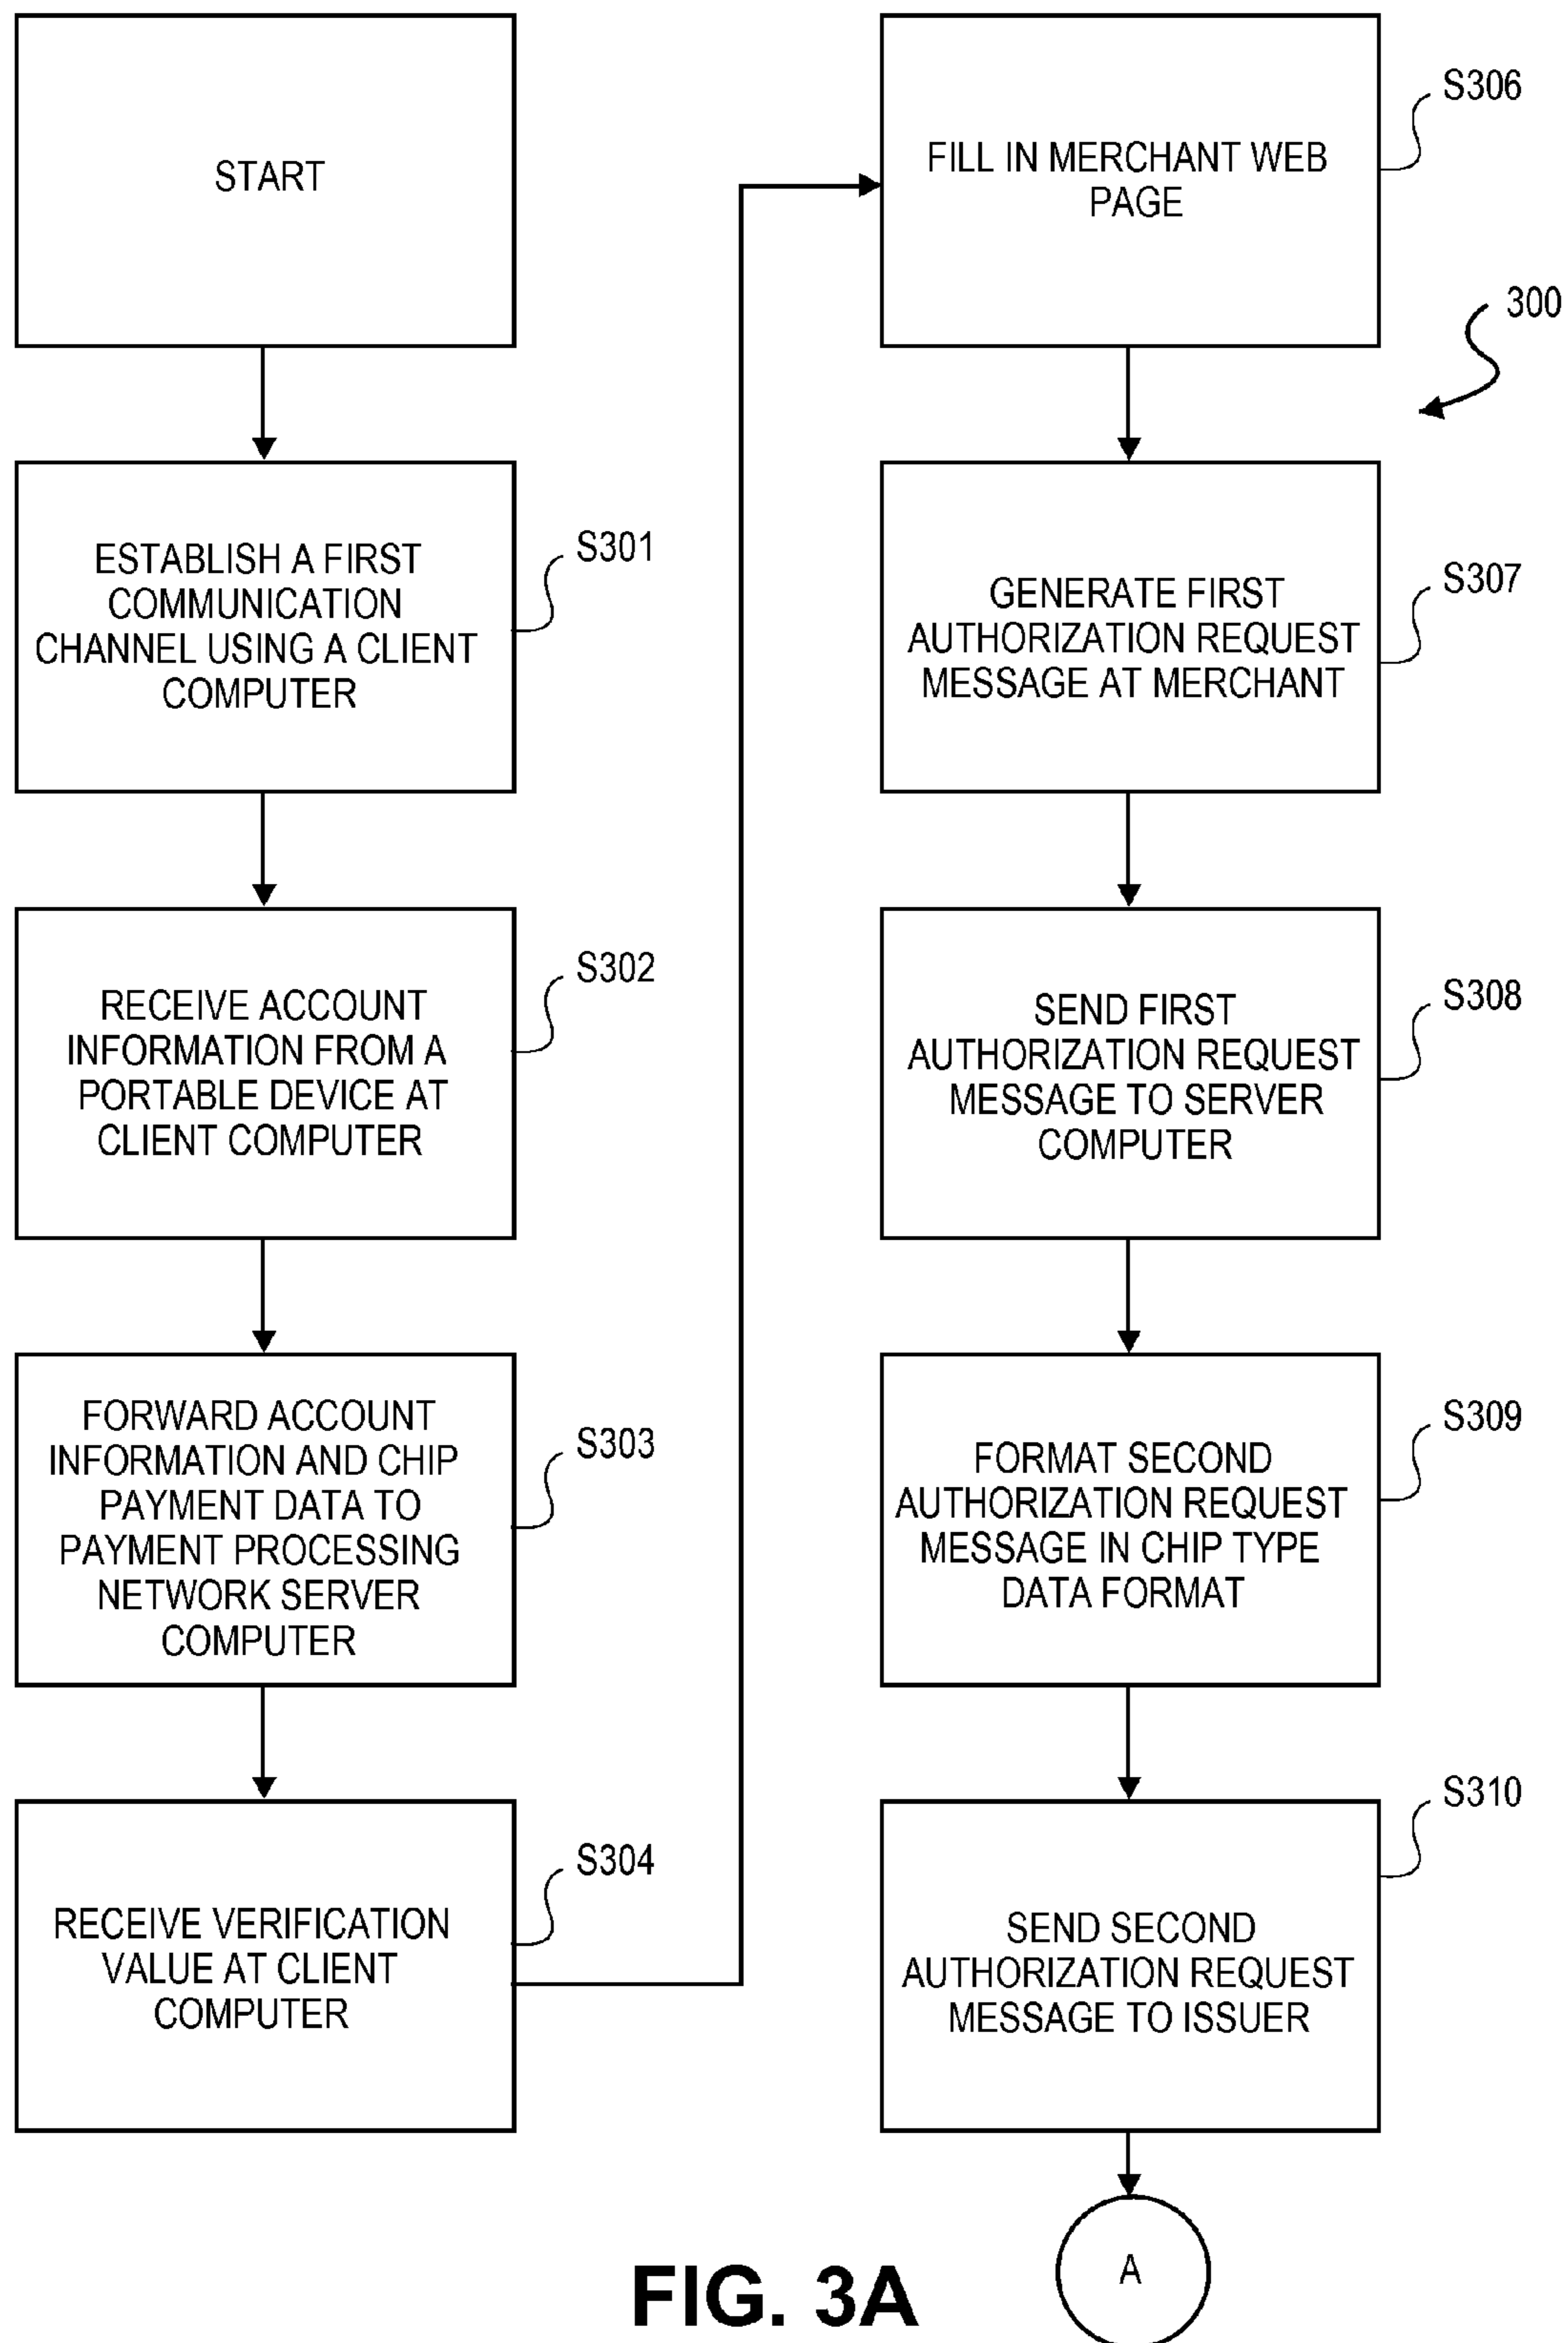 START
ESTABLISH A FIRST
COMMUNICATION
CHANNEL USING A CLIENT
COMPUTER
S301
RECEIVE ACCOUNT
INFORMATION FROM A
PORTABLE DEVICE AT
CLIENT COMPUTER
S302
FORWARD ACCOUNT
INFORMATION AND CHIP
PAYMENT DATA TO
PAYMENT PROCESSING
NETWORK SERVER
COMPUTER
S303
RECEIVE VERIFICATION
VALUE AT CLIENT
COMPUTER
S304
FILL IN MERCHANT WEB
PAGE
S306
300
GENERATE FIRST
AUTHORIZATION REQUEST
MESSAGE AT MERCHANT
S307
SEND FIRST
AUTHORIZATION REQUEST
MESSAGE TO SERVER
COMPUTER
S308
FORMAT SECOND
AUTHORIZATION REQUEST
MESSAGE IN CHIP TYPE
DATA FORMAT
S309
SEND SECOND
AUTHORIZATION REQUEST
MESSAGE TO ISSUER
S310
A
FIG. 3A